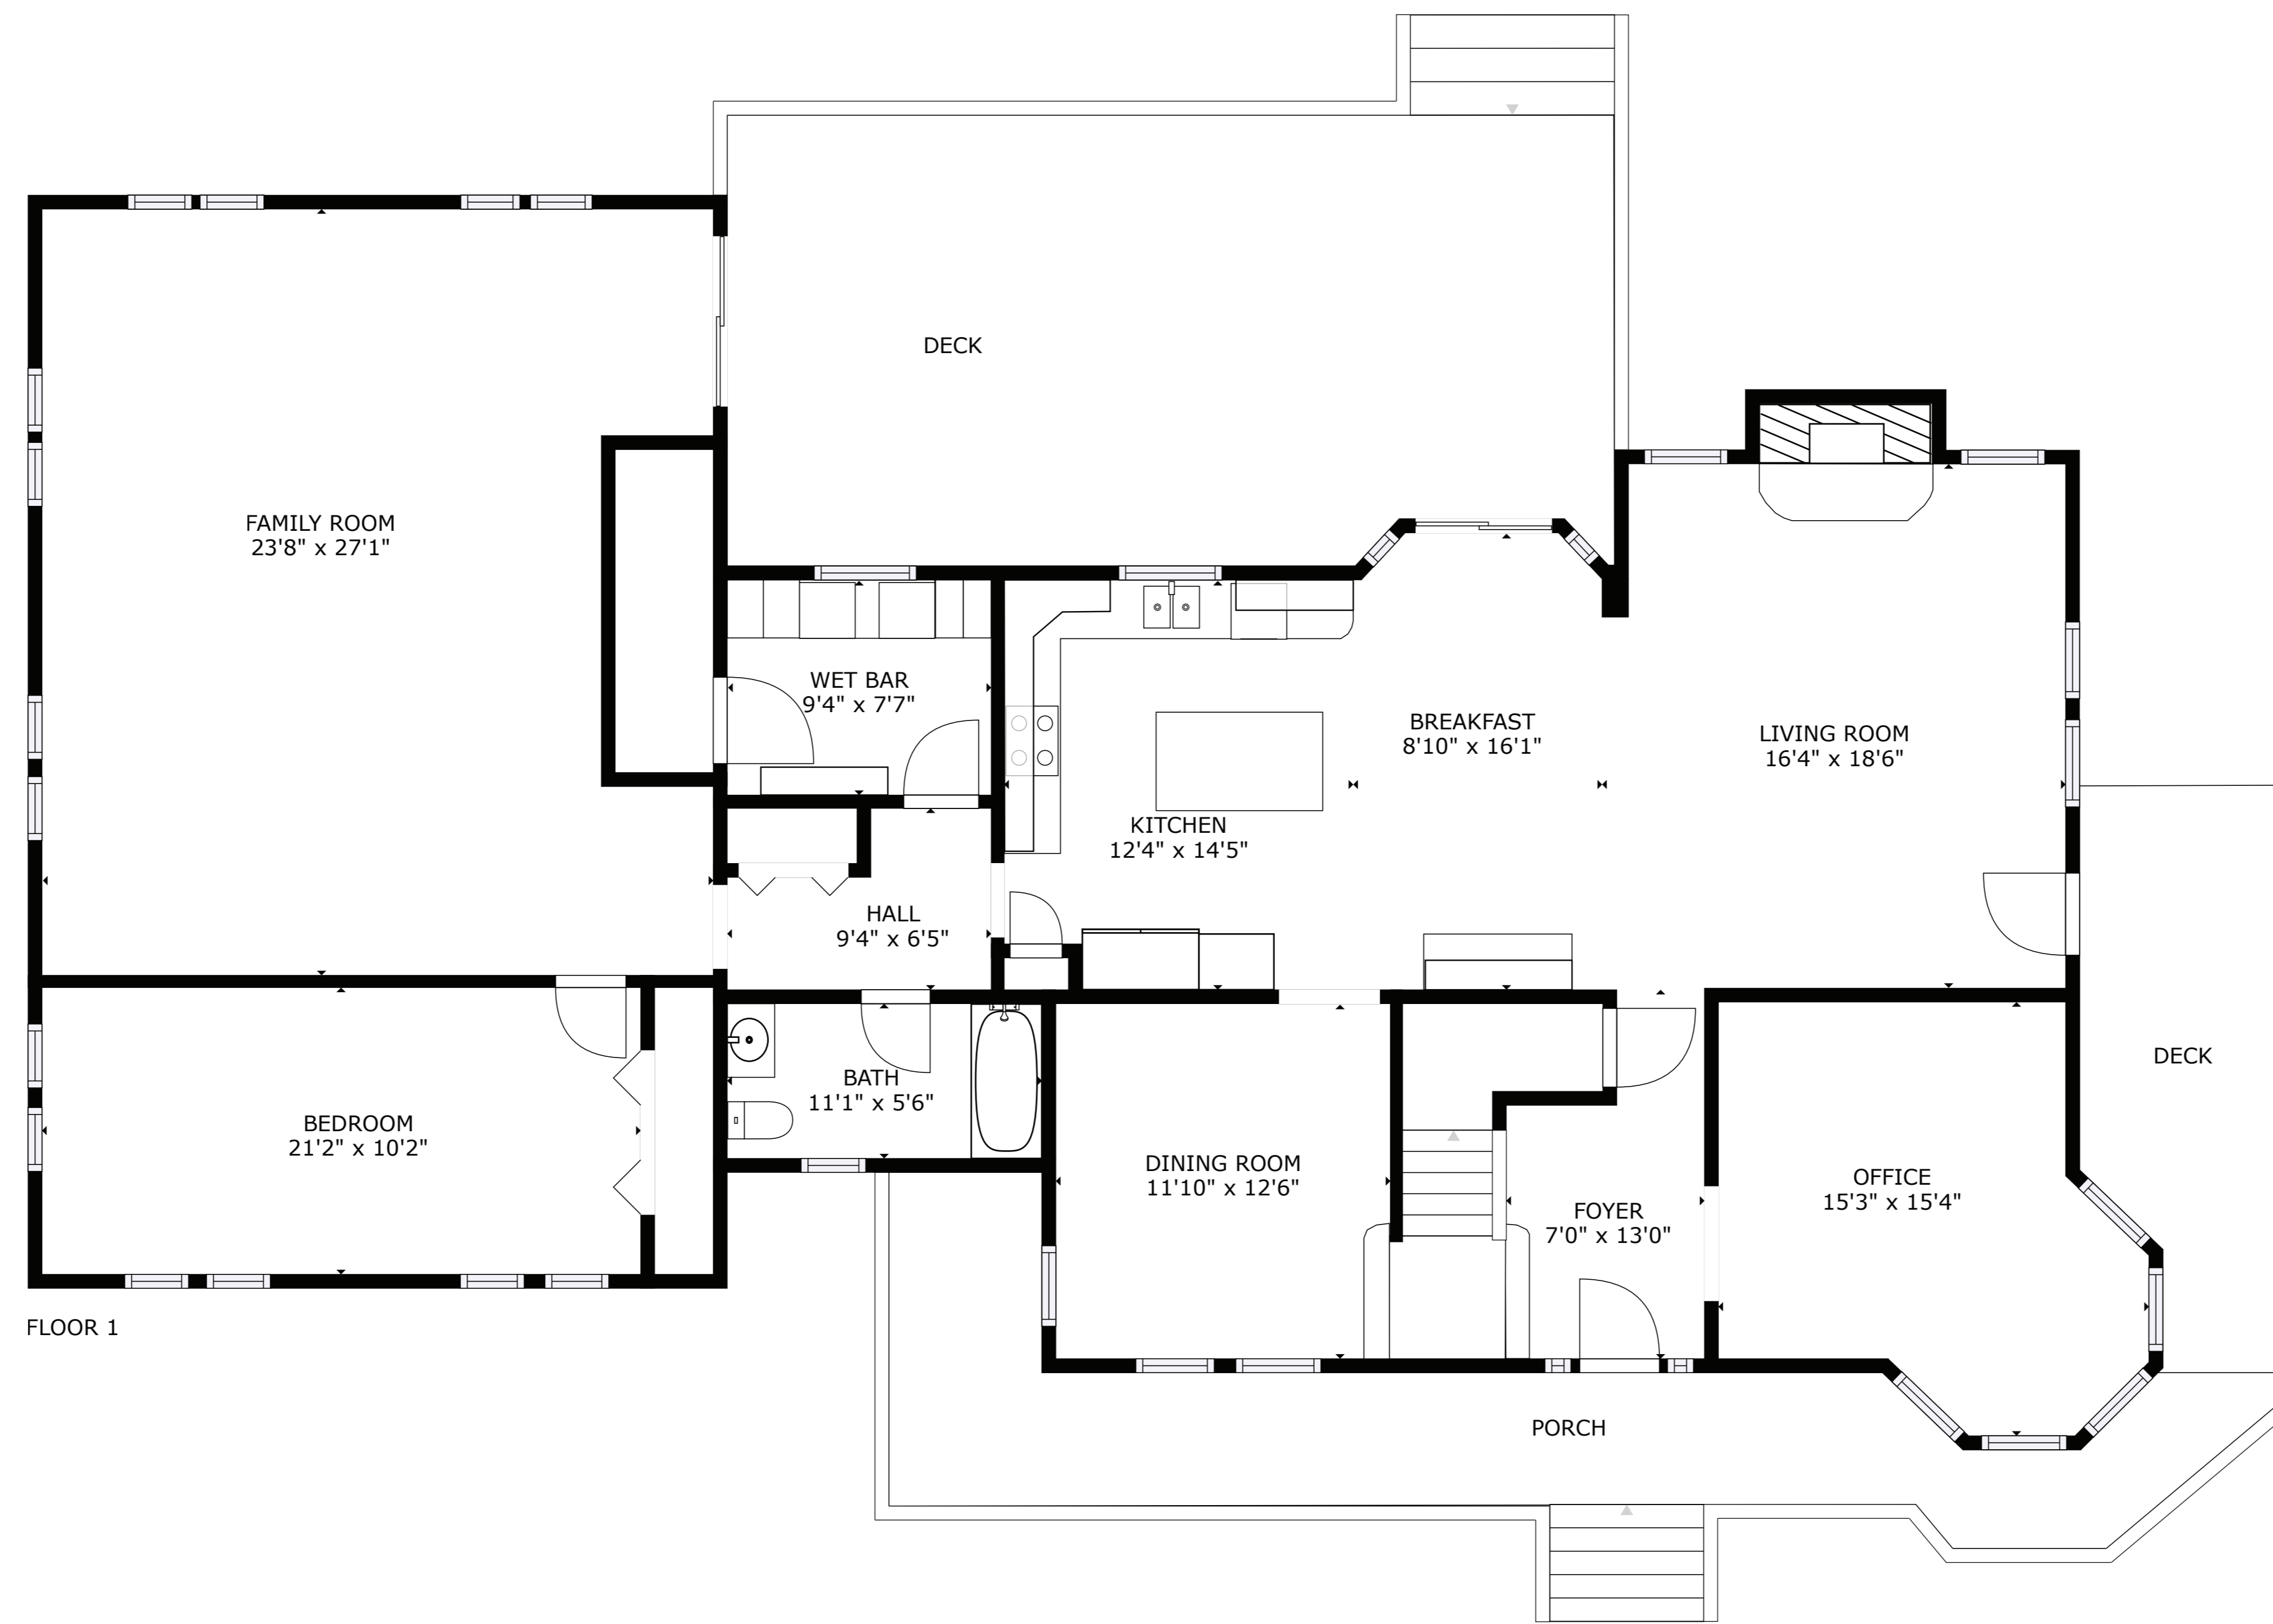 DECK
FAMILY ROOM
23'8" x 27'1"
WET BAR
9'4" x 7'7"
BREAKFAST
8'10" x 16'1"
LIVING ROOM
16'4" x 18'6"
KITCHEN
12'4" x 14'5"
HALL
9'4" x 6'5"
DECK
BATH
11'1" x 5'6"
BEDROOM
21'2" x 10'2"
DINING ROOM
11'10" x 12'6"
OFFICE
15'3" x 15'4"
FOYER
7'0" x 13'0"
FLOOR 1
PORCH